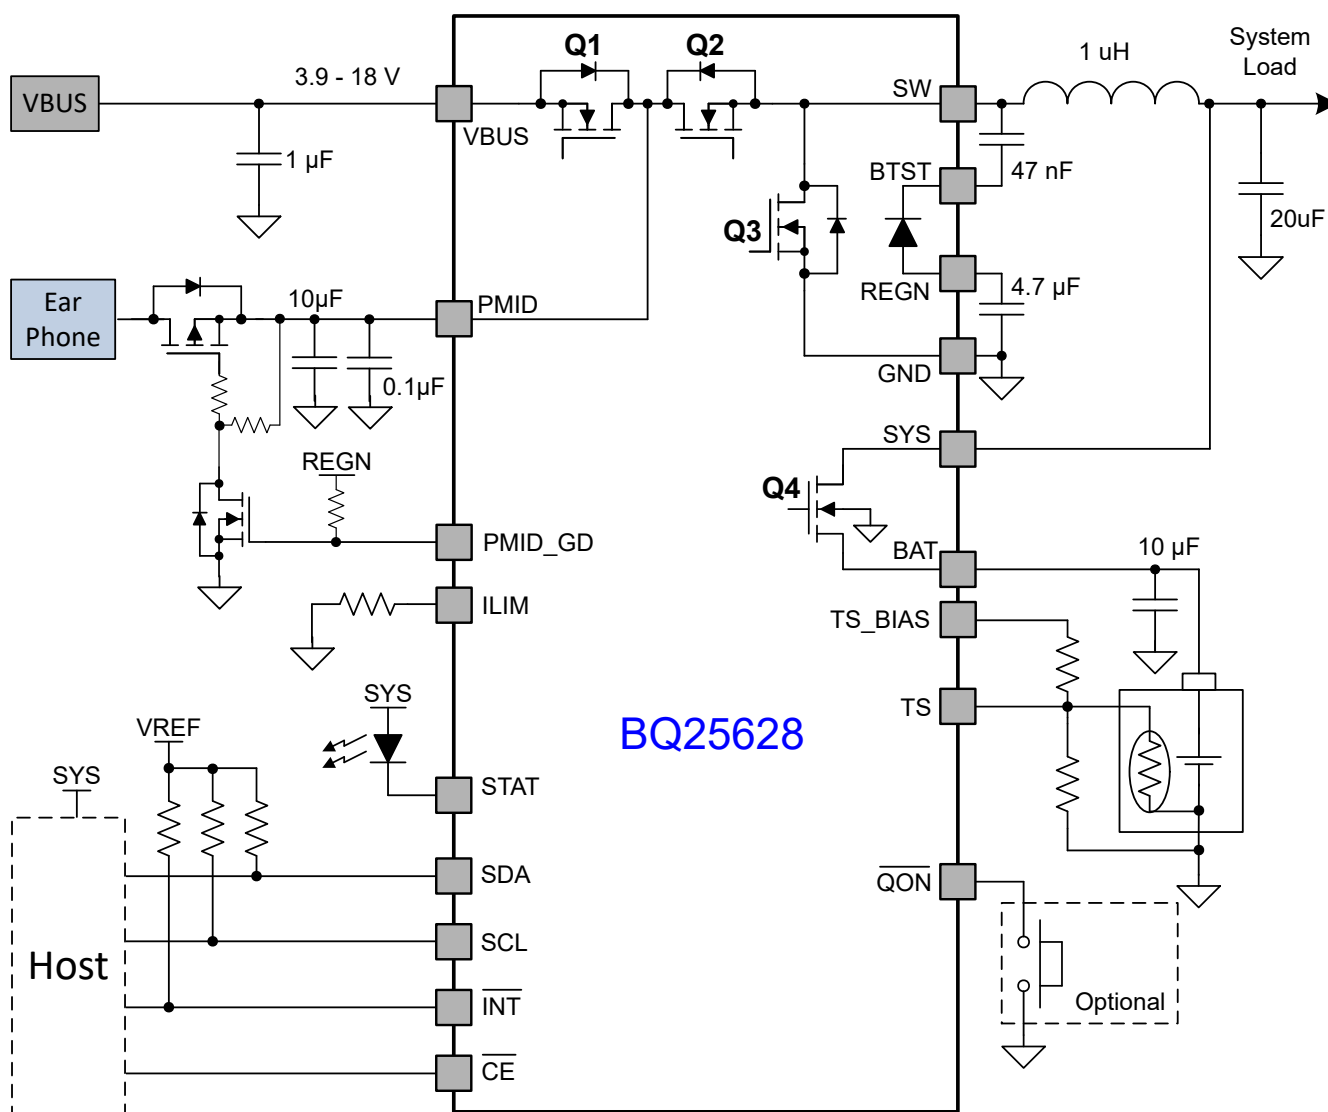 Q1
Q2
1 uH
System
Load
VBUS
3.9 - 18 V
SW
VBUS
1 µF
BTST
47 nF
Q3
20uF
Ear
Phone
10µF
PMID
REGN
4.7 µF
0.1µF
GND
SYS
REGN
Q4
PMID_GD
BAT
10 µF
ILIM
TS_BIAS
SYS
TS
VREF
BQ25628
SYS
STAT
SDA
QON
Host
SCL
INT
Optional
CE